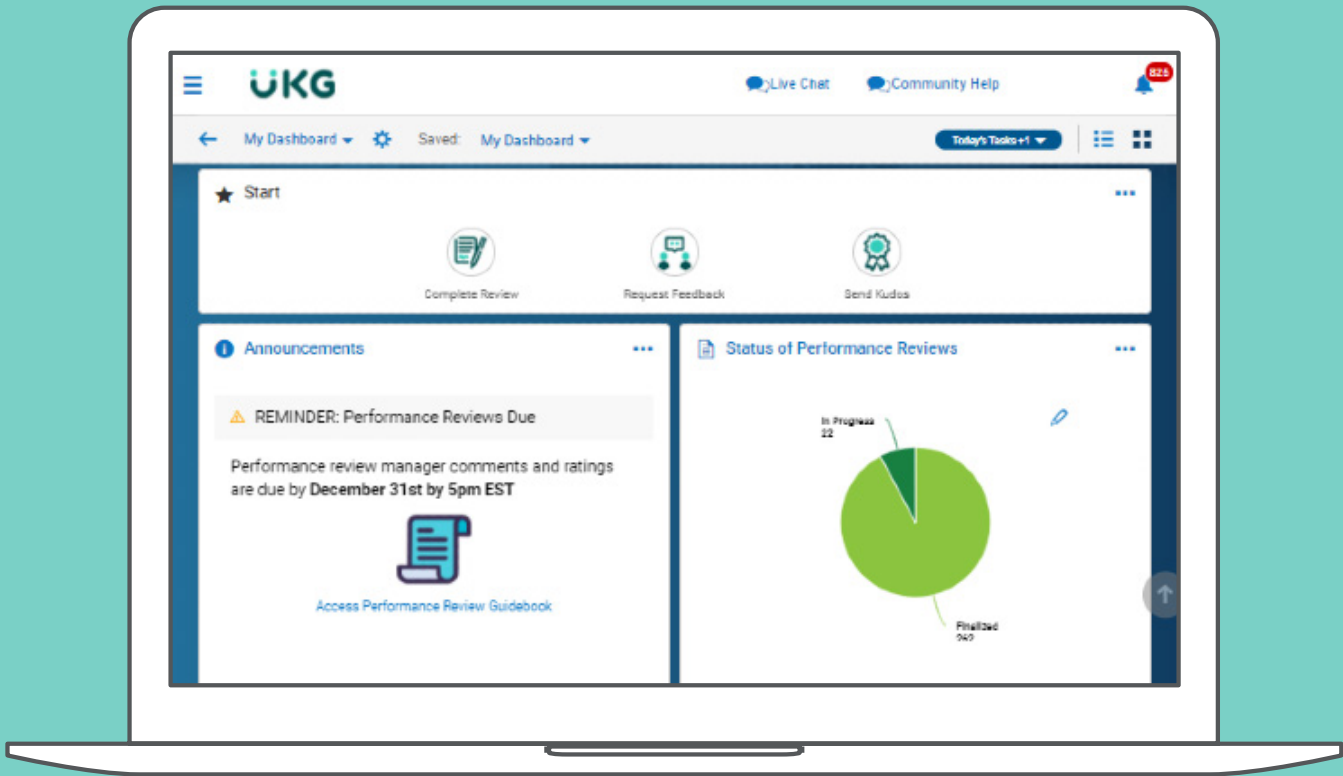 UKG
Live Chat
Community Help
826
My Dashboard
Saved: My Dashboard
Today's Tasks+1
Start
Complete Review
Request Feedback
Send Kudos
Announcements
REMINDER: Performance Reviews Due
Performance review manager comments and ratings
are due by December 31st by 5pm EST
Access Performance Review Guidebook
Status of Performance Reviews
In Progress
22
Finalized